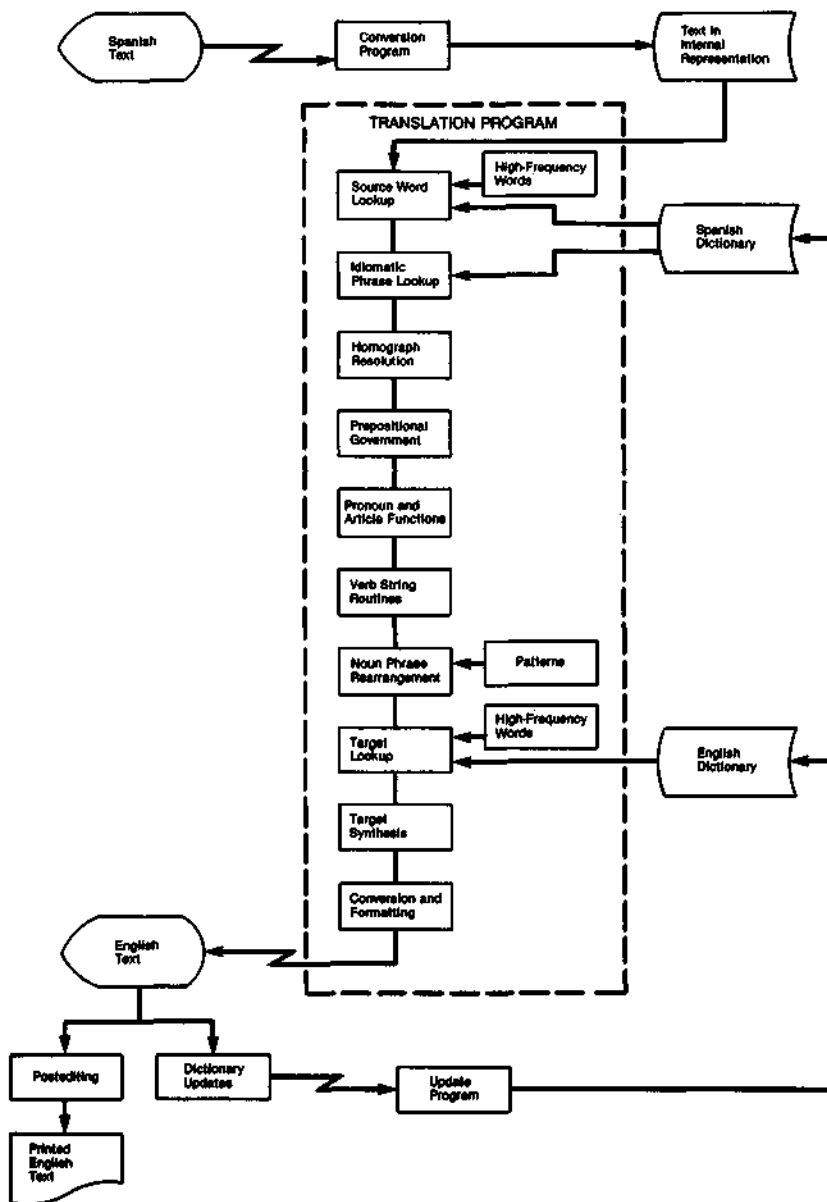 Spanish
Text
Conversion
Program
Text in
Internal
Representation
TRANSLATION PROGRAM
High-Frequency
Words
Source Word
Lookup
Spanish
Dictionary
Idiomatic
Phrase Lookup
Homograph
Resolution
Prepositional
Government
Pronoun and
Article Functions
Verb String
Routines
Noun Phrase
Rearrangement
Patterns
High-Frequency
Words
Target
Lookup
English
Dictionary
Target
Synthesis
Conversion and
Formatting
English
Text
Postediting
Dictionary
Updates
Update
Program
Printed
English
Text